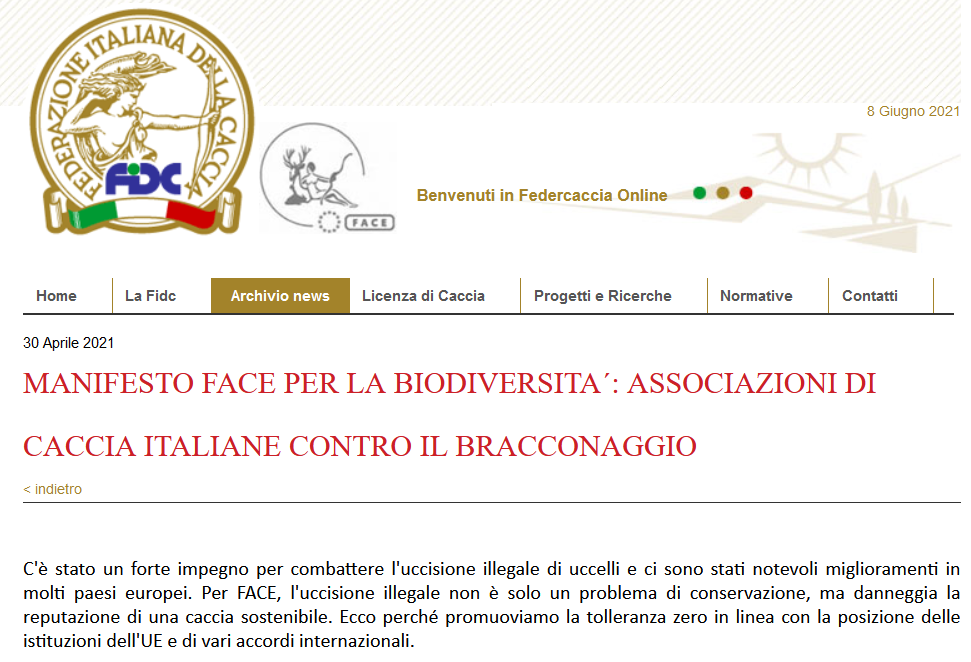 FEDERAZIONE ITALIANA DELLA CACCIA
FiDC
FACE
8 Giugno 2021
Benvenuti in Federcaccia Online
Home La Fidc Archivio news Licenza di Caccia Progetti e Ricerche Normative Contatti
30 Aprile 2021
MANIFESTO FACE PER LA BIODIVERSITA´: ASSOCIAZIONI DI
CACCIA ITALIANE CONTRO IL BRACCONAGGIO
< indietro
C'è stato un forte impegno per combattere l'uccisione illegale di uccelli e ci sono stati notevoli miglioramenti in
molti paesi europei. Per FACE, l'uccisione illegale non è solo un problema di conservazione, ma danneggia la
reputazione di una caccia sostenibile. Ecco perché promuoviamo la tolleranza zero in linea con la posizione delle
istituzioni dell'UE e di vari accordi internazionali.